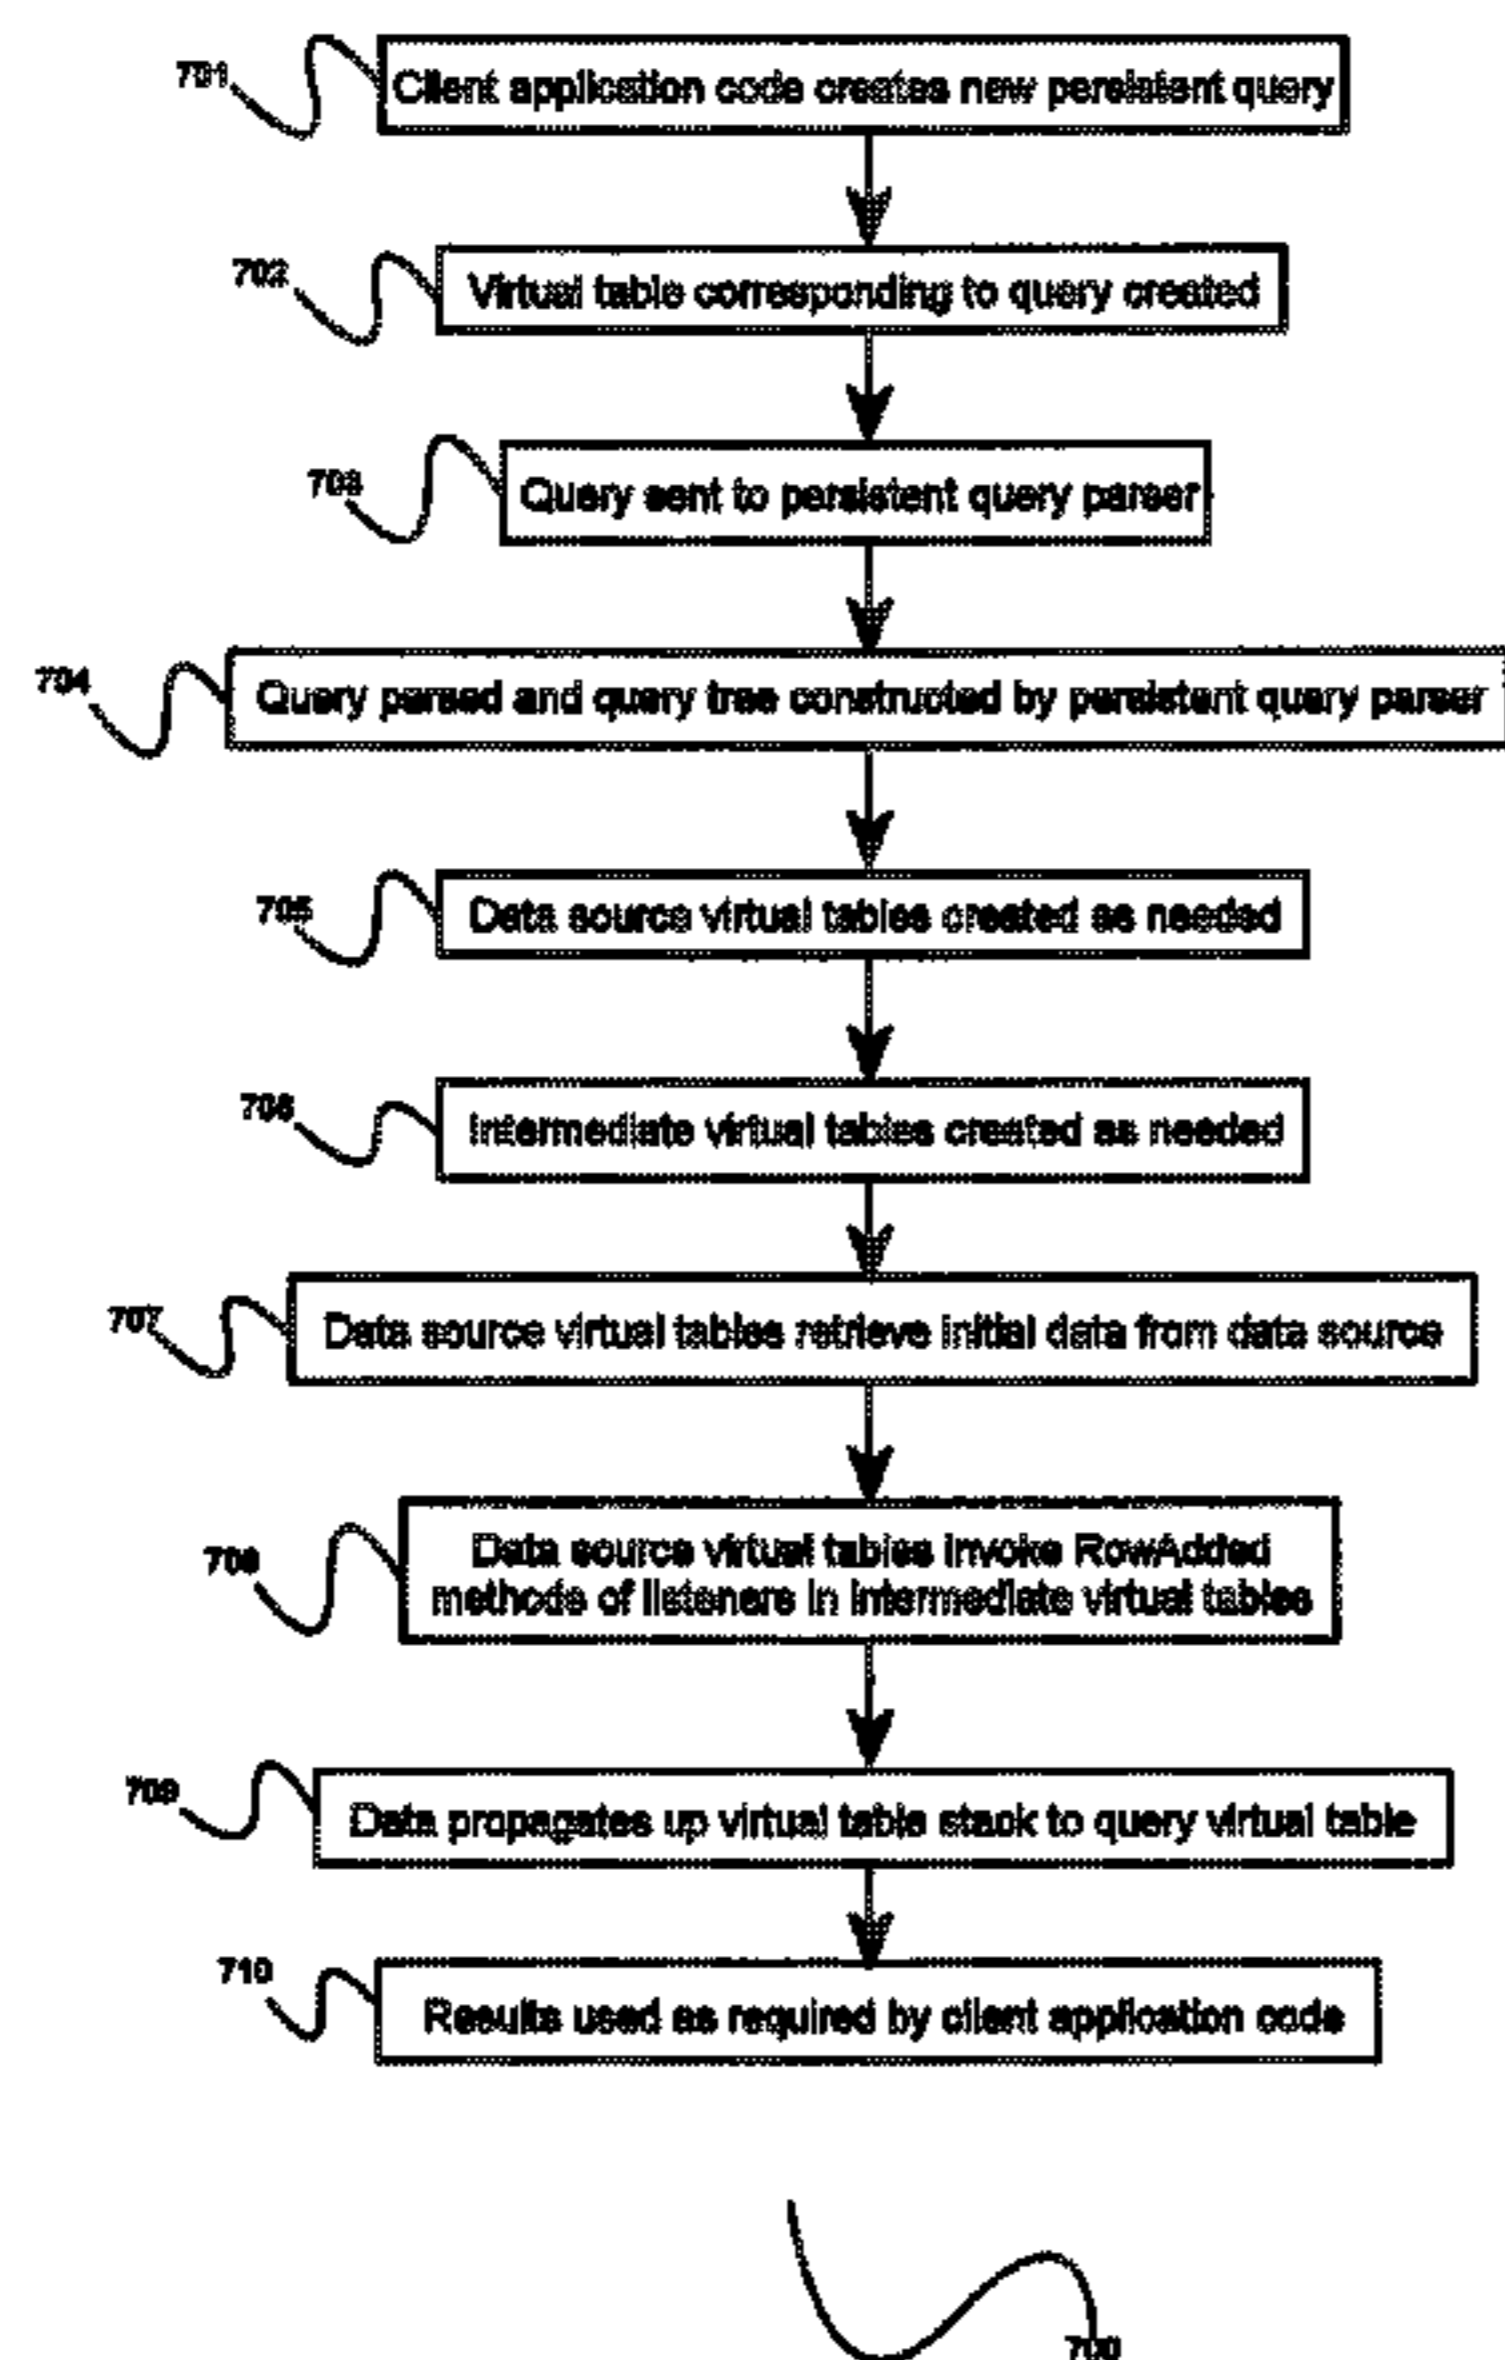 701
Client application code creates new persistent query
702
Virtual table corresponding to query created
703
Query sent to persistent query parser
704
Query parsed and query tree constructed by persistent query parser
705
Data source virtual tables created as needed
706
Intermediate virtual tables created as needed
707
Data source virtual tables retrieve initial data from data source
708
Data source virtual tables invoke RowAdded
methods of listeners in intermediate virtual tables
709
Data propagates up virtual table stack to query virtual table
710
Results used as required by client application code
700